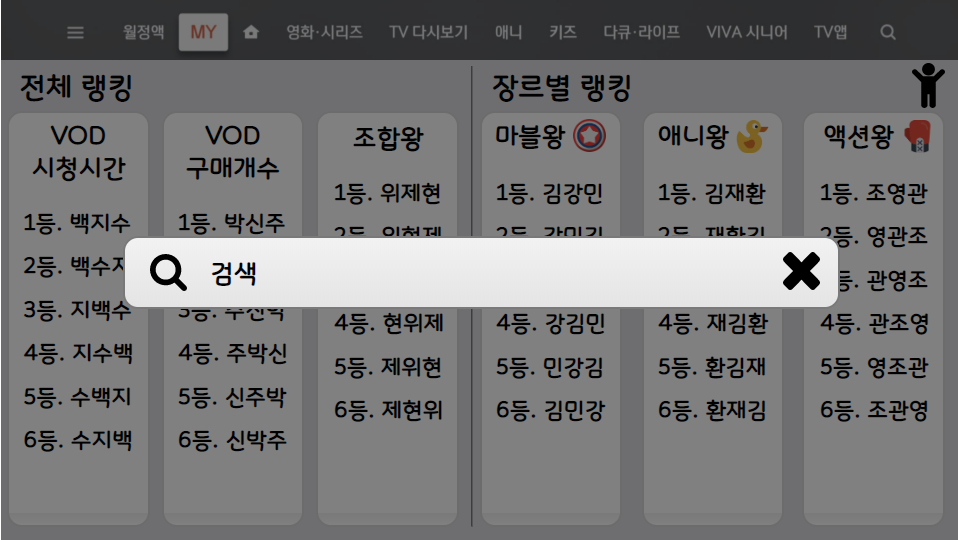 월정액 MY 영화·시리즈 TV 다시보기 애니 키즈 다큐·라이프 VIVA 시니어 TV앱
전체 랭킹
장르별 랭킹
VOD
시청시간
1등. 백지수
2등. 백수지
3등. 지백수
4등. 지수백
5등. 수백지
6등. 수지백
VOD
구매개수
1등. 박신주
3등. 주신박
4등. 주박신
5등. 신주박
6등. 신박주
조합왕
1등. 위제현
2등. 위현제
4등. 현위제
5등. 제위현
6등. 제현위
마블왕
1등. 김강민
2등. 강민김
4등. 강김민
5등. 민강김
6등. 김민강
애니왕
1등. 김재환
2등. 재환김
4등. 재김환
5등. 환김재
6등. 환재김
액션왕
1등. 조영관
2등. 영관조
3등. 관영조
4등. 관조영
5등. 영조관
6등. 조관영
검색